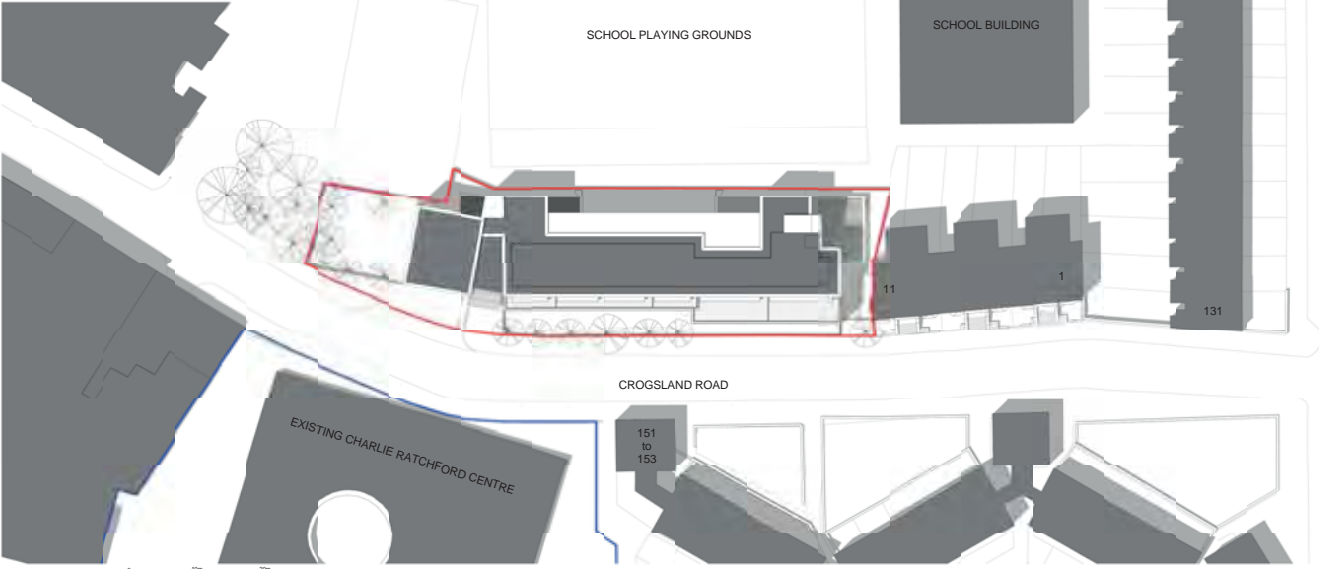 SCHOOL PLAYING GROUNDS
SCHOOL BUILDING
11
1
131
CROGSLAND ROAD
EXISTING CHARLIE RATCHFORD CENTRE
151
to
153